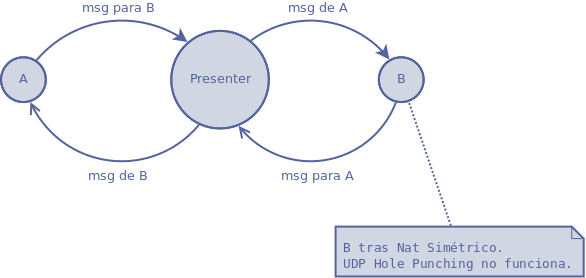 msg para B
msg de A
A
Presenter
B
msg de B
msg para A
B tras Nat Simétrico.
UDP Hole Punching no funciona.